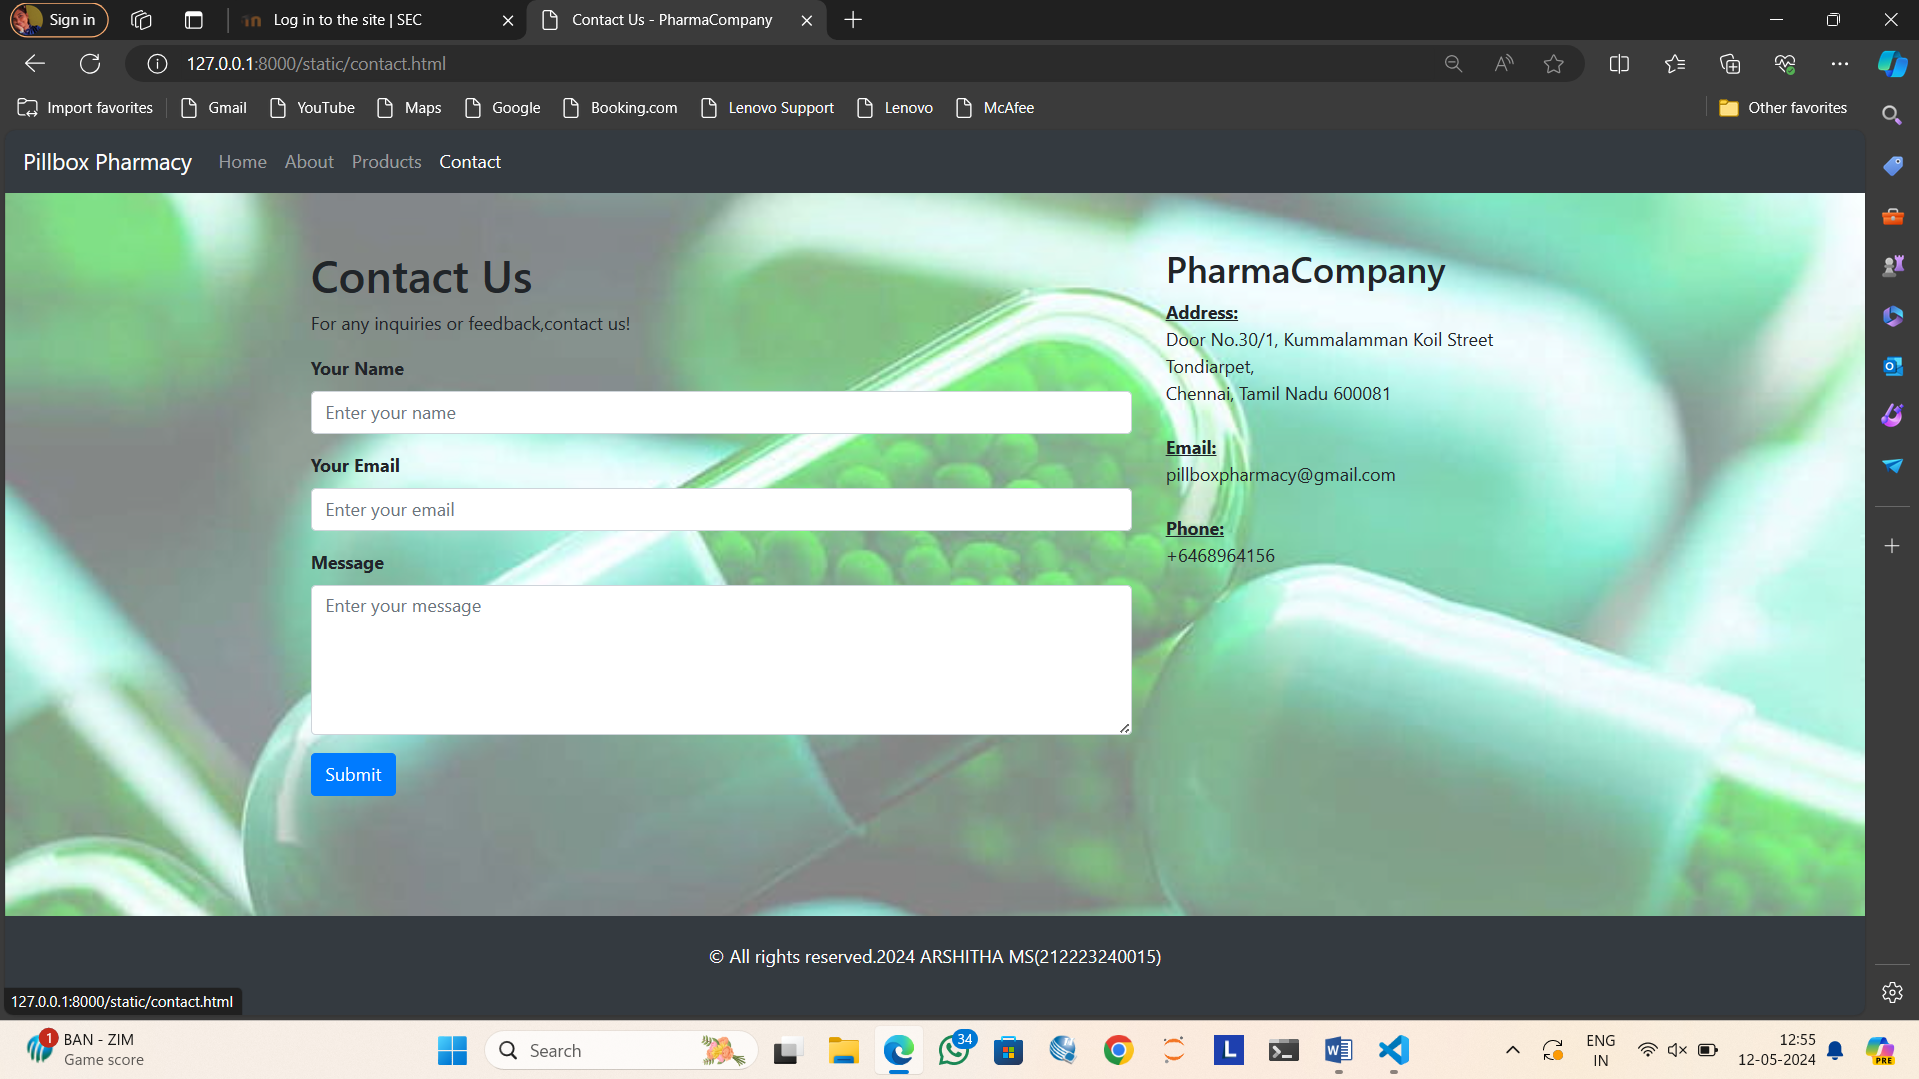 Sign in
Log in to the site | SEC
Contact Us - PharmaCompany
127.0.0.1:8000/static/contact.html
Import favorites
Gmail
YouTube
Maps
Google
Booking.com
Lenovo Support
Lenovo
McAfee
Other favorites
Pillbox Pharmacy
Home
About
Products
Contact
Contact Us
For any inquiries or feedback,contact us!
Your Name
Enter your name
Your Email
Enter your email
Message
Enter your message
Submit
PharmaCompany
Address:
Door No.30/1, Kummalamman Koil Street
Tondiarpet,
Chennai, Tamil Nadu 600081
Email:
pillboxpharmacy@gmail.com
Phone:
+6468964156
© All rights reserved.2024 ARSHITHA MS(212223240015)
127.0.0.1:8000/static/contact.html
1
BAN - ZIM
Game score
Search
34
L
ENG
IN
12:55
12-05-2024
PRE